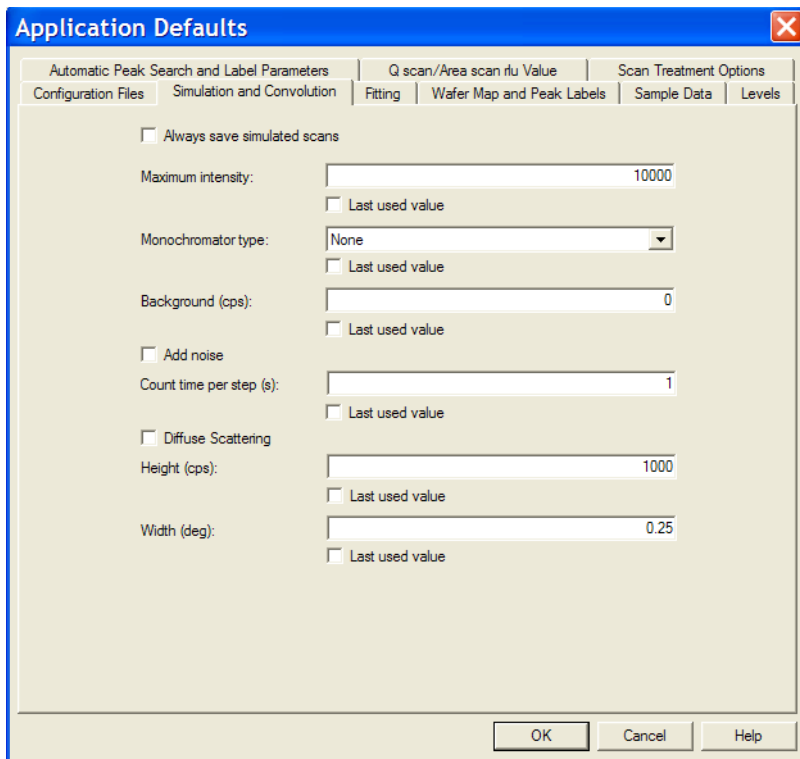 Application Defaults
Automatic Peak Search and Label Parameters Q scan/Area scan rlu Value Scan Treatment Options
Configuration Files Simulation and Convolution Fitting Wafer Map and Peak Labels Sample Data Levels
Always save simulated scans
Maximum intensity: 10000
Last used value
Monochromator type: None
Last used value
Background (cps): 0
Last used value
Add noise
Count time per step (s): 1
Last used value
Diffuse Scattering
Height (cps): 1000
Last used value
Width (deg): 0.25
Last used value
OK Cancel Help